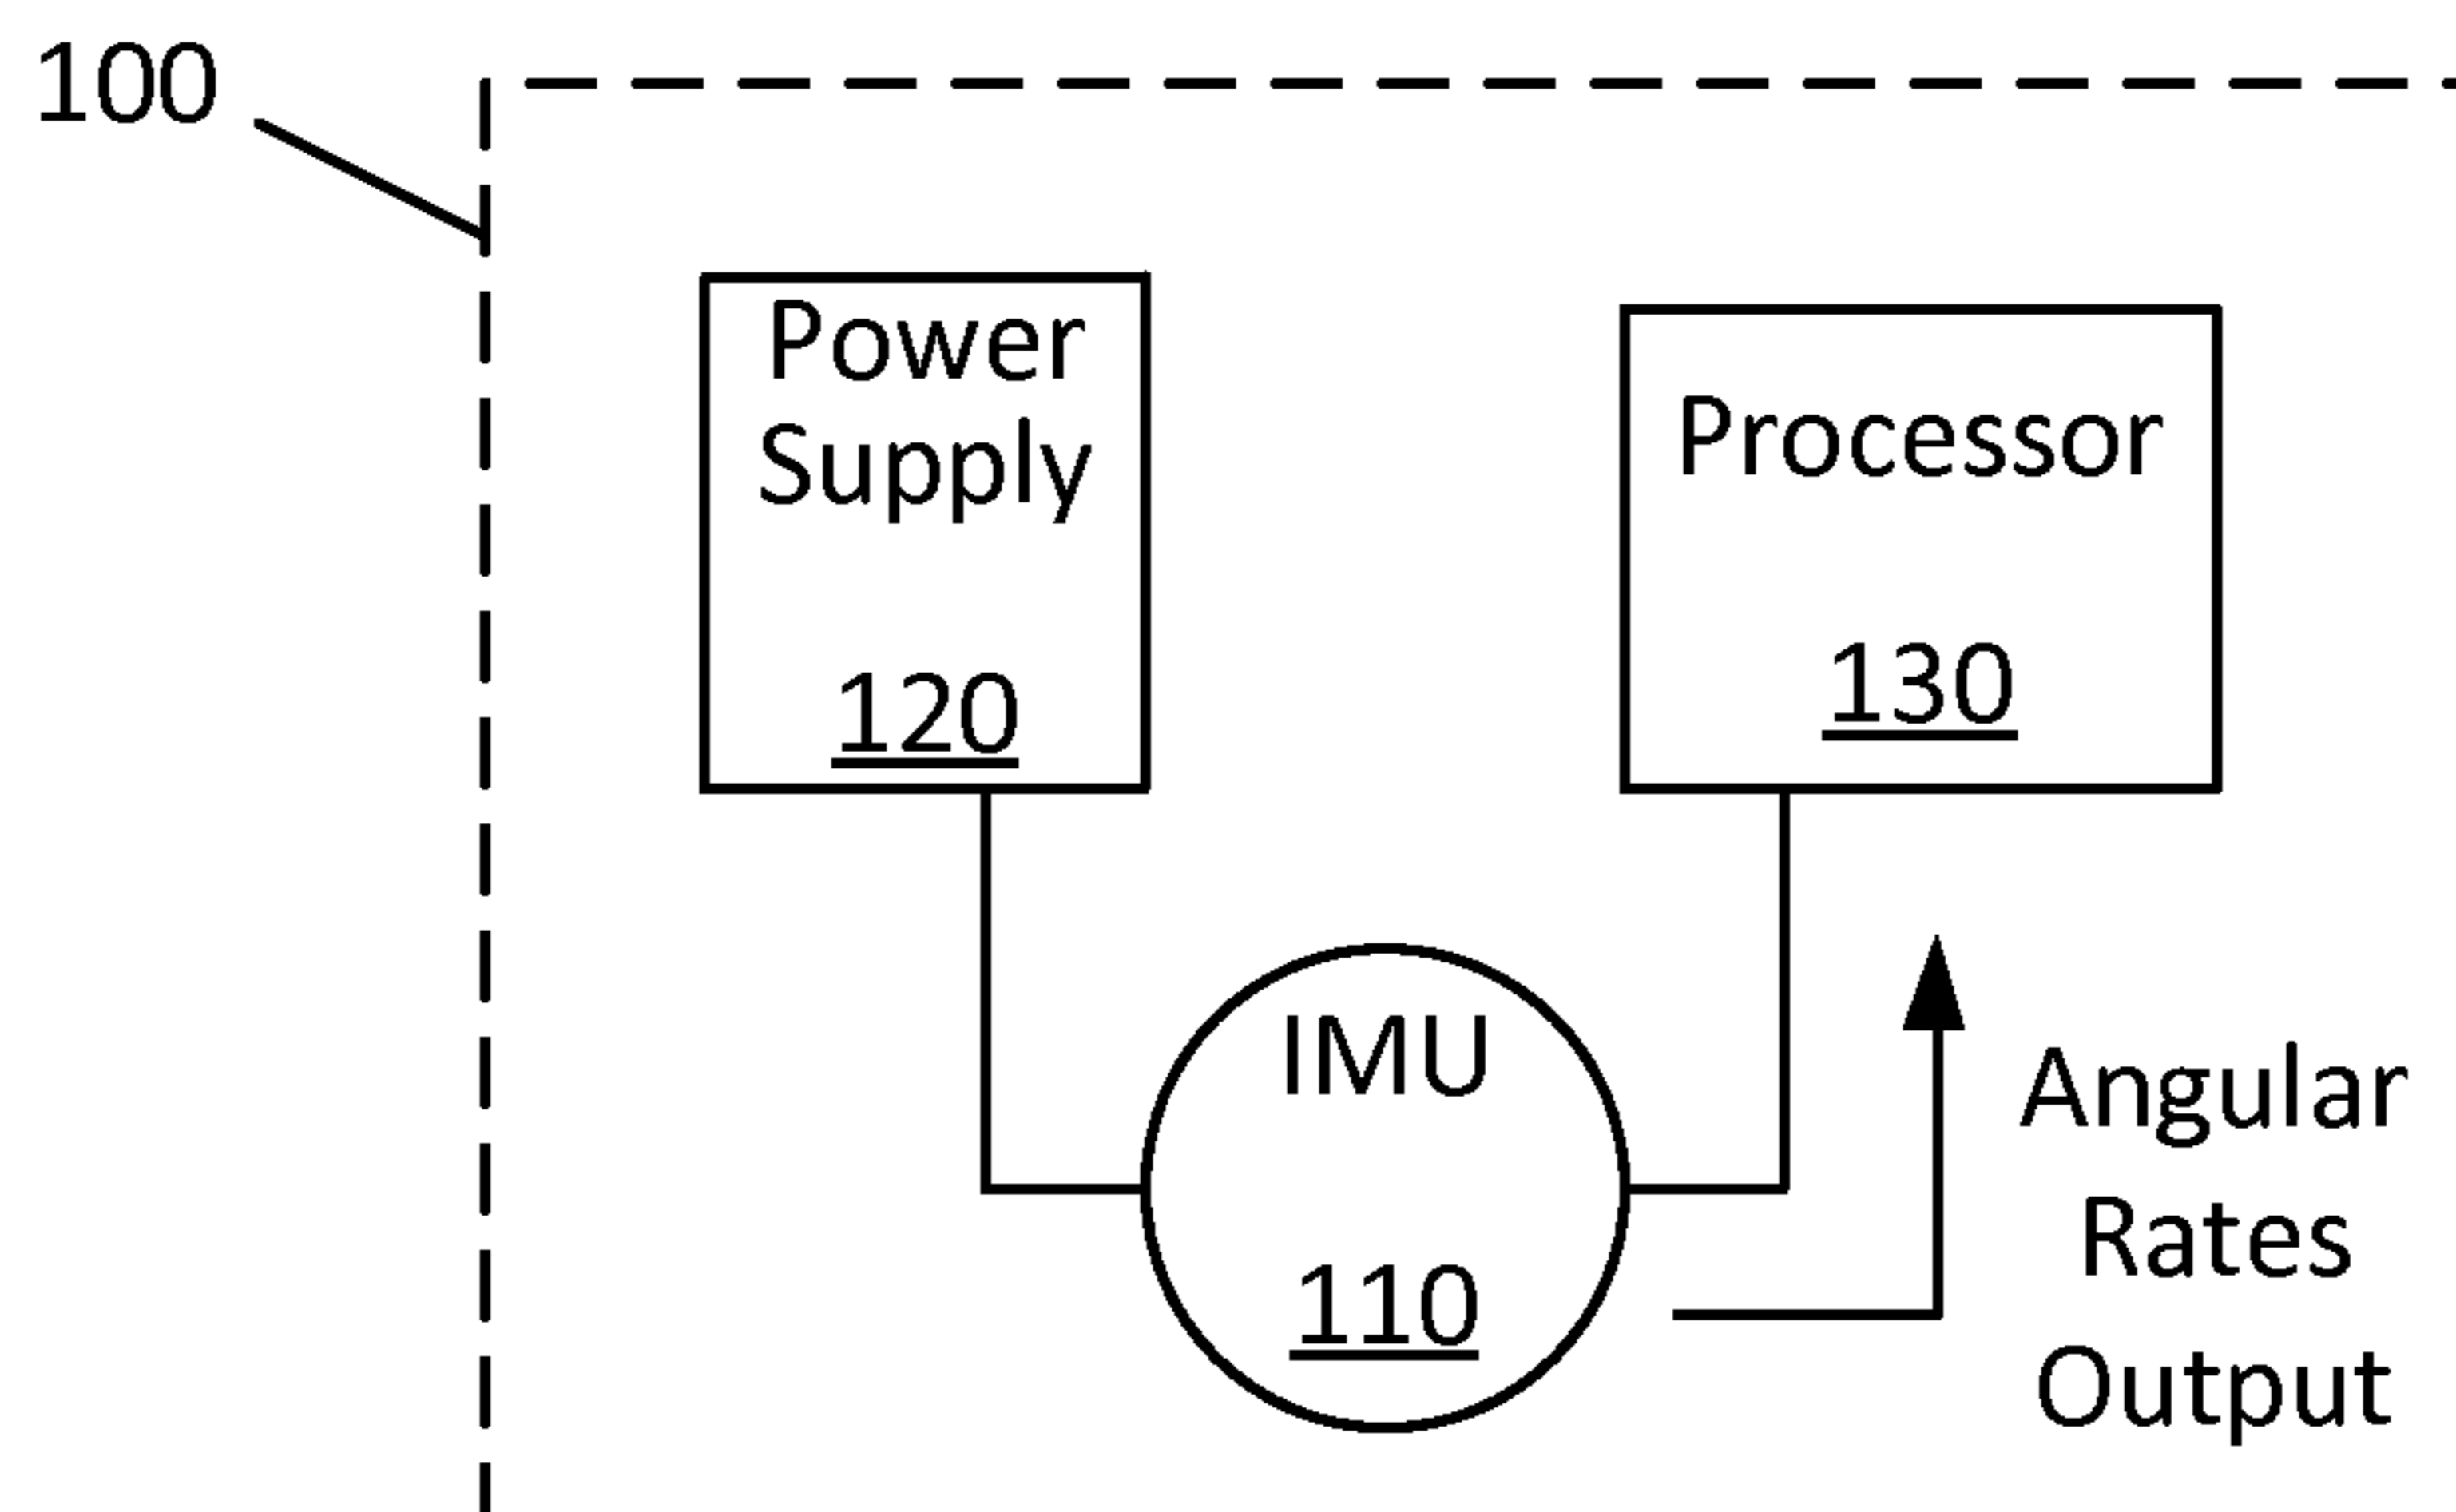 100
Power
Supply
120
Processor
130
IMU
110
Angular
Rates
Output